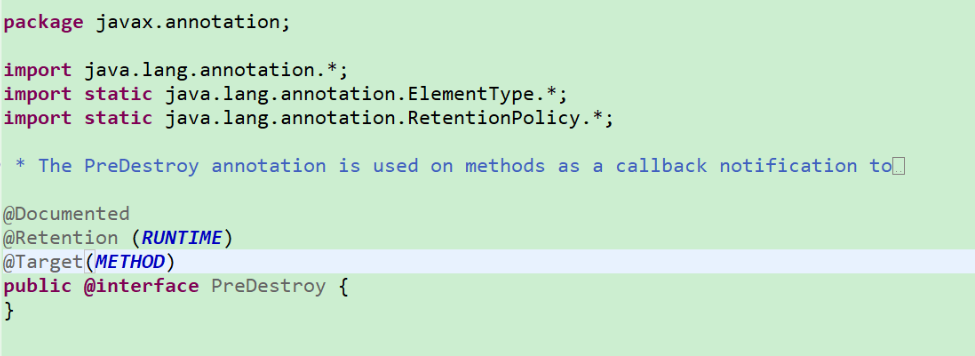 package javax.annotation;
import java.lang.annotation.*;
import static java.lang.annotation.ElementType.*;
import static java.lang.annotation.RetentionPolicy.*;
* The PreDestroy annotation is used on methods as a callback notification to
@Documented
@Retention (RUNTIME)
@Target(METHOD)
public @interface PreDestroy {
}